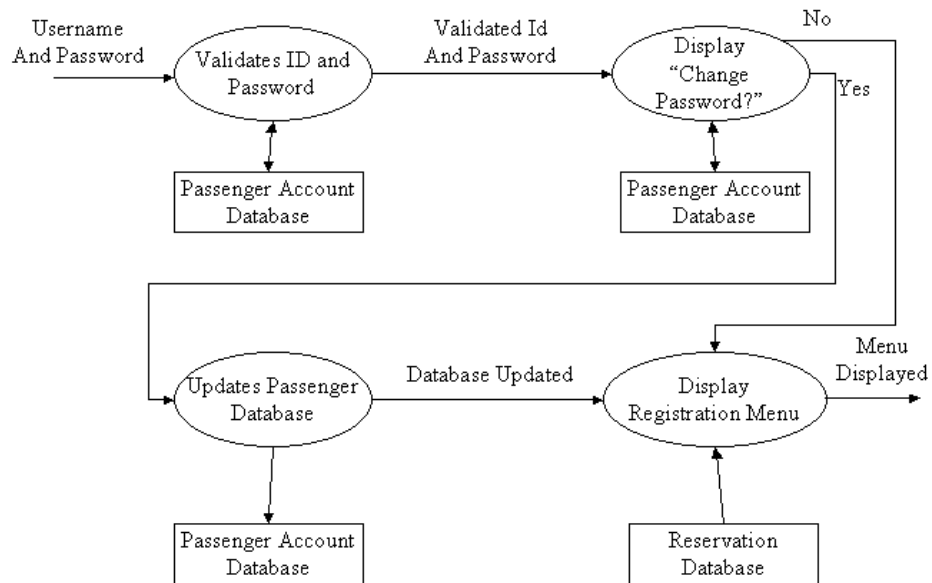 Username
And Password
Validates ID and
Password
Validated Id
And Password
Display
“Change
Password?”
No
Yes
Passenger Account
Database
Passenger Account
Database
Updates Passenger
Database
Database Updated
Display
Registration Menu
Menu
Displayed
Passenger Account
Database
Reservation
Database